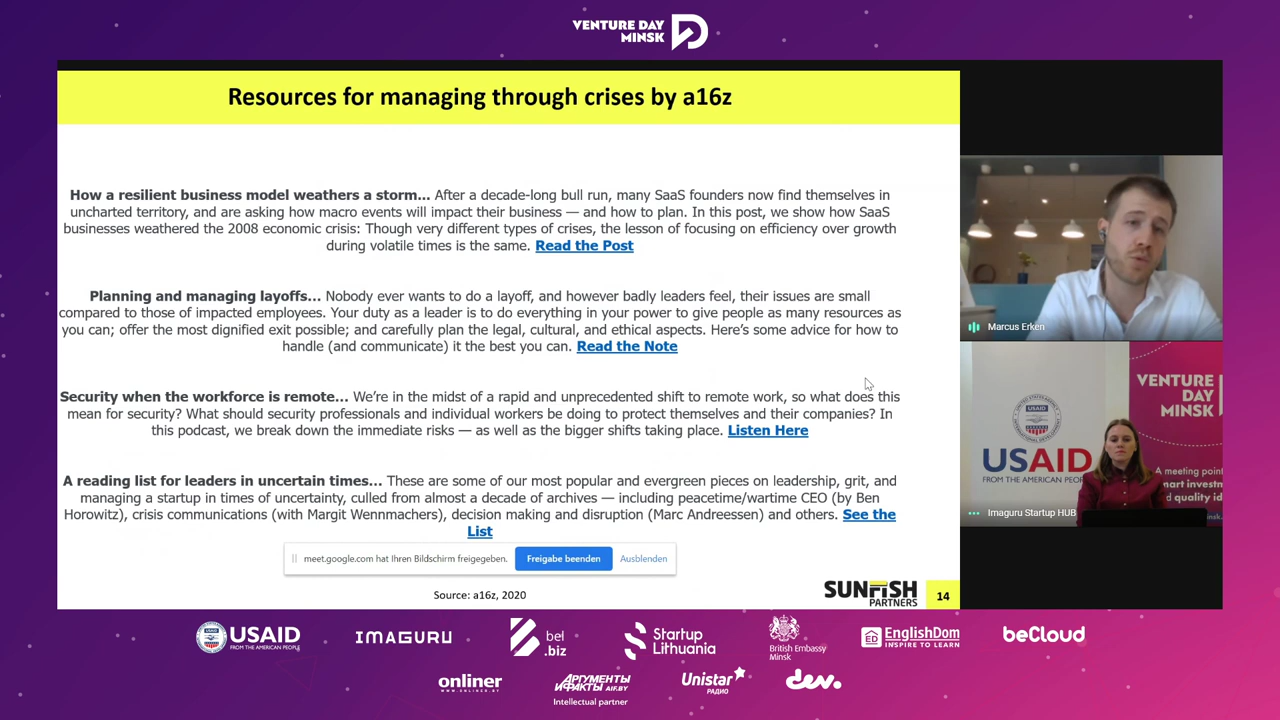 VENTURE DAY
MINSK
Resources for managing through crises by a16z
How a resilient business model weathers a storm... After a decade-long bull run, many SaaS founders now find themselves in
uncharted territory, and are asking how macro events will impact their business — and how to plan. In this post, we show how SaaS
businesses weathered the 2008 economic crisis: Though very different types of crises, the lesson of focusing on efficiency over growth
during volatile times is the same. Read the Post
Planning and managing layoffs... Nobody ever wants to do a layoff, and however badly leaders feel, their issues are small
compared to those of impacted employees. Your duty as a leader is to do everything in your power to give people as many resources as
you can; offer the most dignified exit possible; and carefully plan the legal, cultural, and ethical aspects. Here's some advice for how to
handle (and communicate) it the best you can. Read the Note
Security when the workforce is remote... We're in the midst of a rapid and unprecedented shift to remote work, so what does this
mean for security? What should security professionals and individual workers be doing to protect themselves and their companies? In
this podcast, we break down the immediate risks — as well as the bigger shifts taking place. Listen Here
A reading list for leaders in uncertain times... These are some of our most popular and evergreen pieces on leadership, grit, and
managing a startup in times of uncertainty, culled from almost a decade of archives — including peacetime/wartime CEO (by Ben
Horowitz), crisis communications (with Margit Wennmachers), decision making and disruption (Marc Andreessen) and others. See the
List
meet.google.com hat Ihren Bildschirm freigegeben. Freigabe beenden Ausblenden
Source: a16z, 2020
SUNFISH
PARTNERS
14
Marcus Erken
VENTURE
DAY
MINSK
USAID
USAID
FROM THE AMERICAN PEO
A meeting point
mart invest
d quality id
Imaguru Startup HUB
USAID
FROM THE AMERICAN PEOPLE
IMAGURU
bel
.biz
Startup
Lithuania
British Embassy
Minsk
ED EnglishDom
INSPIRE TO LEARN
beCloud
onliner
WWW.ONLINER.BY
АРГУМЕНТЫ
И ФАКТЫ AIF.BY
Intellectual partner
Unistar
РАДИО
dev.